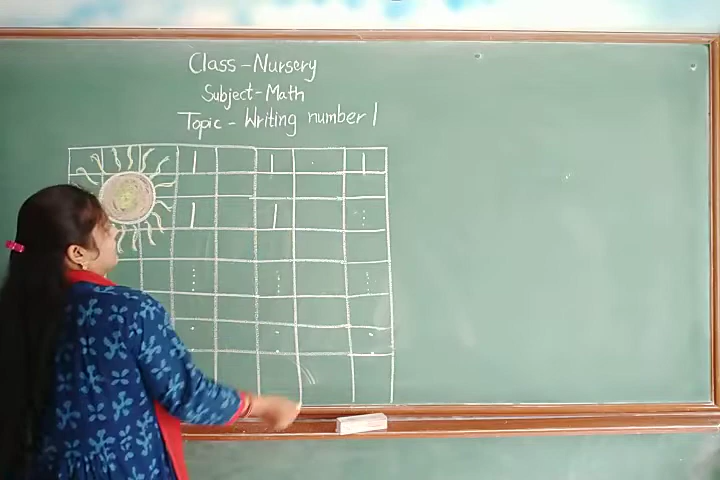 Class - Nursery
Subject - Math
Topic - Writing number 1
1 1 1
1 1